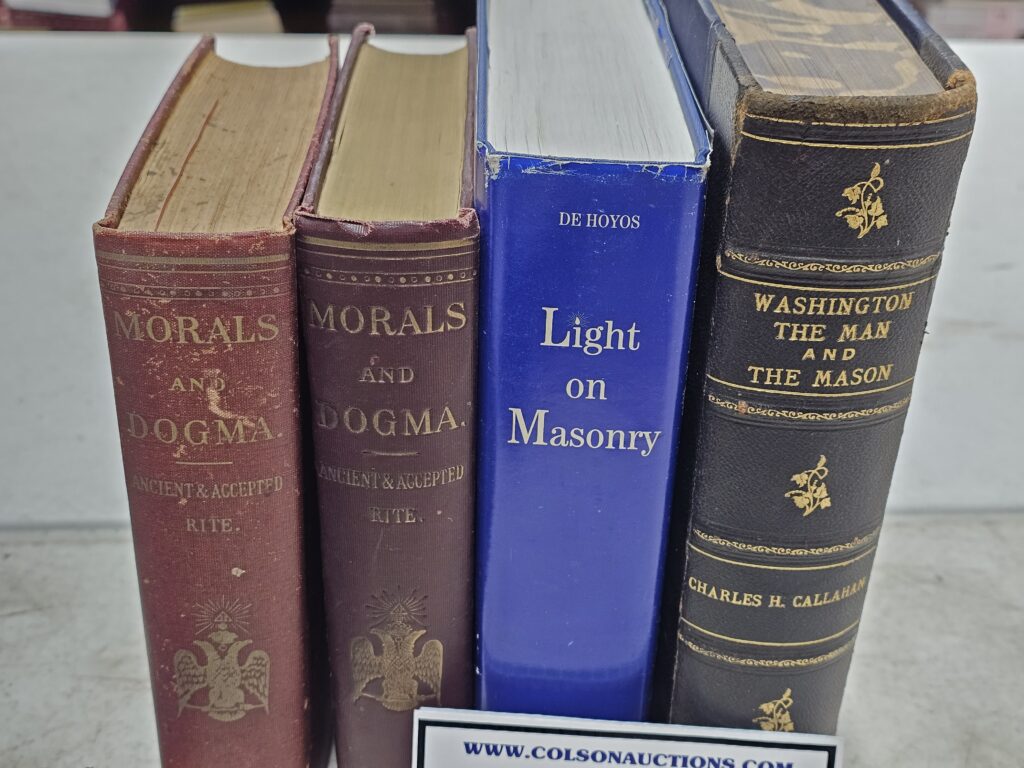 MORALS
AND
DOGMA.
ANCIENT & ACCEPTED
RITE.
MORALS
AND
DOGMA.
ANCIENT & ACCEPTED
RITE.
DE HOYOS
Light
on
Masonry
WASHINGTON
THE MAN
AND
THE MASON
CHARLES H. CALLAHAN
WWW.COLSONAUCTIONS.COM